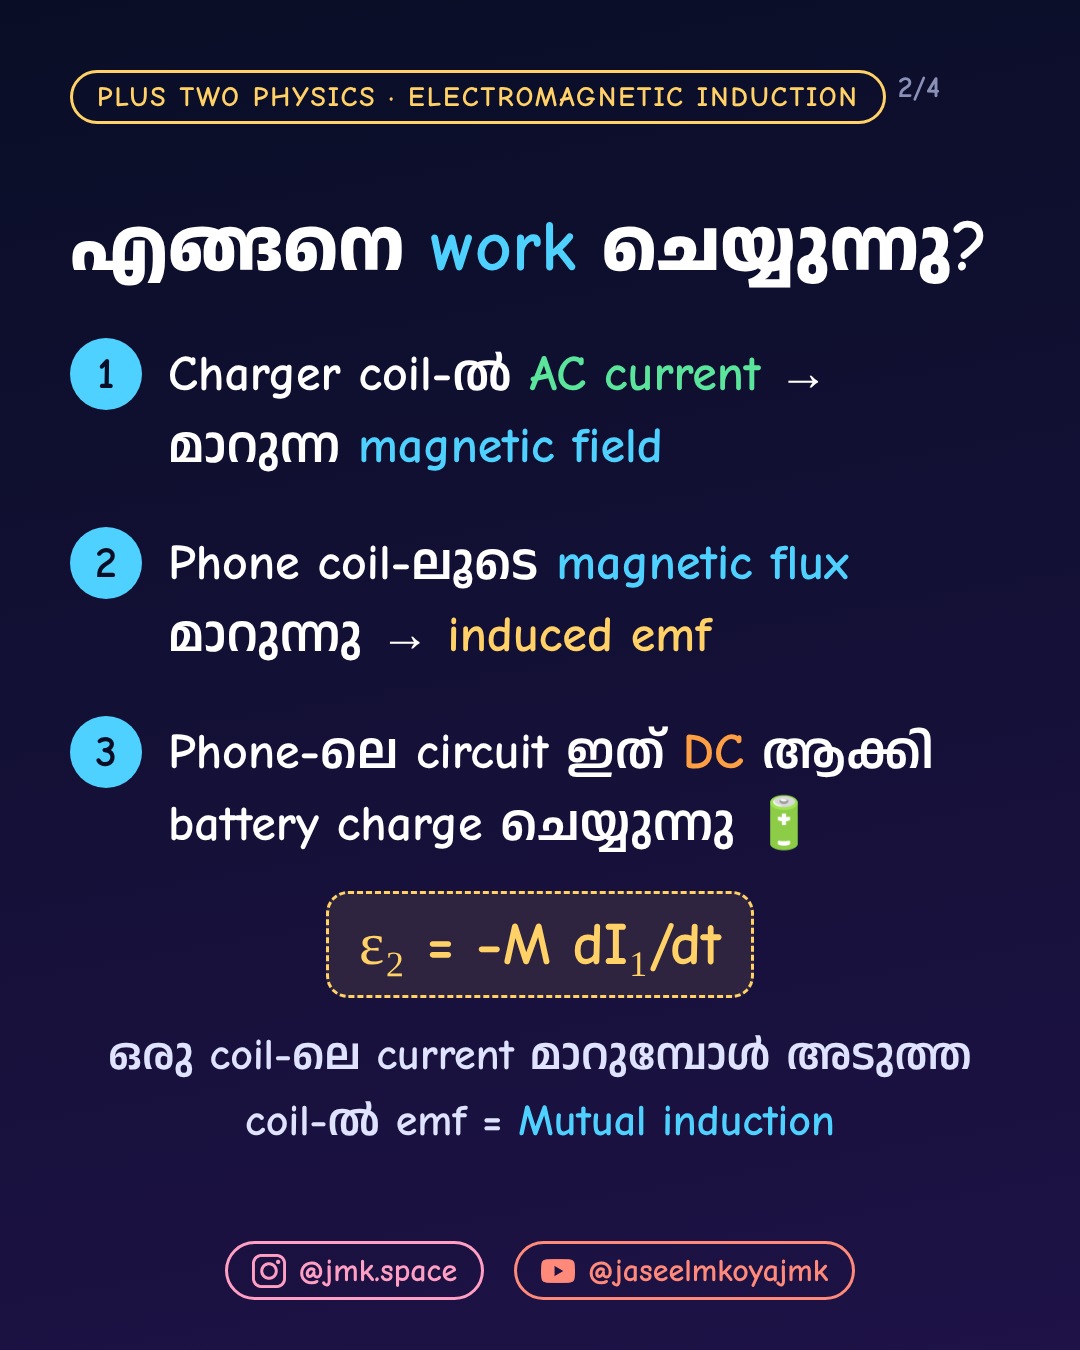 PLUS TWO PHYSICS · ELECTROMAGNETIC INDUCTION 2/4
എങ്ങനെ work ചെയ്യുന്നു?
1 Charger coil-ൽ AC current →
മാറുന്ന magnetic field
2 Phone coil-ലൂടെ magnetic flux
മാറുന്നു → induced emf
3 Phone-ലെ circuit ഇത് DC ആക്കി
battery charge ചെയ്യുന്നു 🔋
ε₂ = -M dI₁/dt
ഒരു coil-ലെ current മാറുമ്പോൾ അടുത്ത
coil-ൽ emf = Mutual induction
@jmk.space @jaseelmkoyajmk